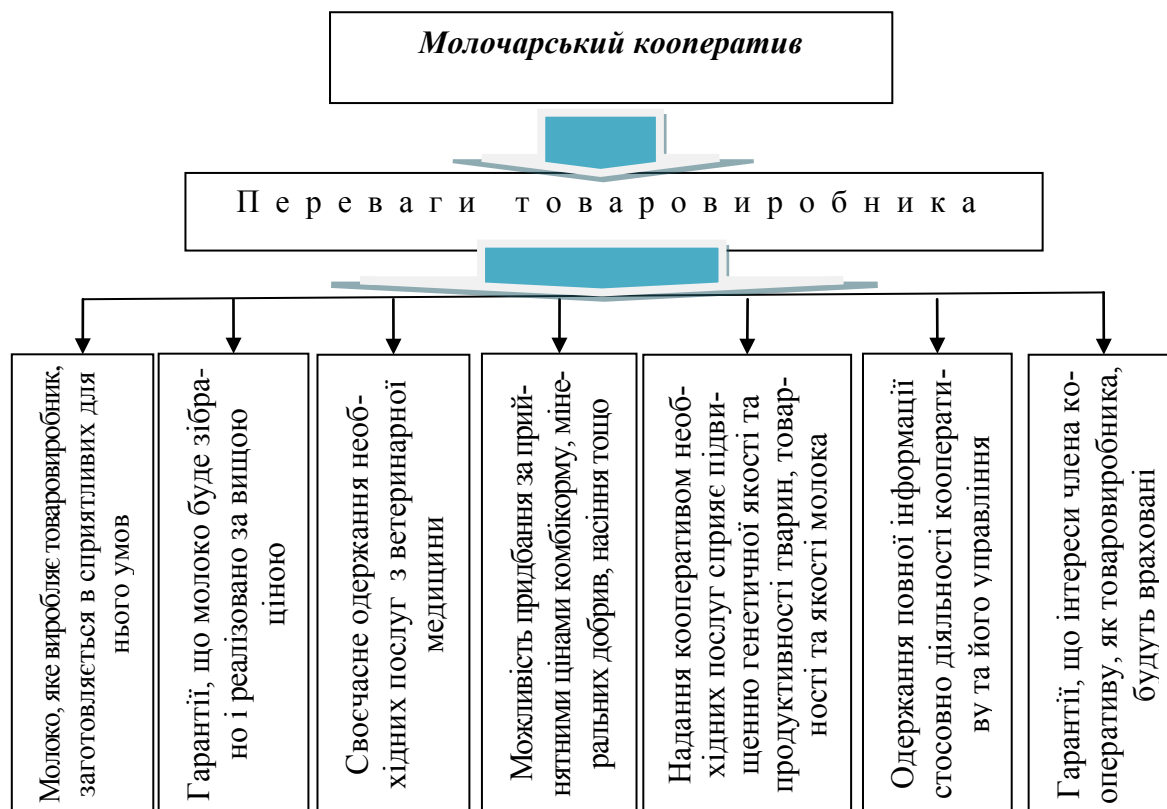 Молочарський кооператив
Переваги товаровиробника
Молоко, яке виробляє товаровиробник,
заготовляється в сприятливих для
нього умов
Гарантії, що молоко буде зібра-
но і реалізовано за вищою
ціною
Своєчасне одержання необ-
хідних послуг з ветеринарної
медицини
Можливість придбання за прий-
нятними цінами комбікорму, міне-
ральних добрив, насіння тощо
Надання кооперативом необ-
хідних послуг сприяє підви-
щенню генетичної якості та
продуктивності тварин, товар-
ності та якості молока
Одержання повної інформації
стосовно діяльності кооперати-
ву та його управління
Гарантії, що інтереси члена ко-
оперативу, як товаровиробника,
будуть враховані